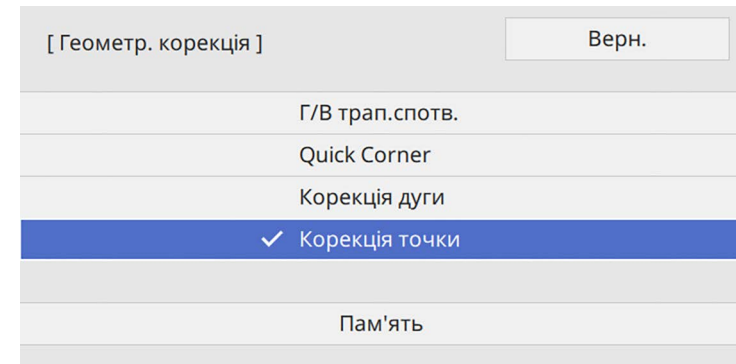 [ Геометр. корекція ]
Верн.
Г/В трап.спотв.
Quick Corner
Корекція дуги
Корекція точки
Пам'ять